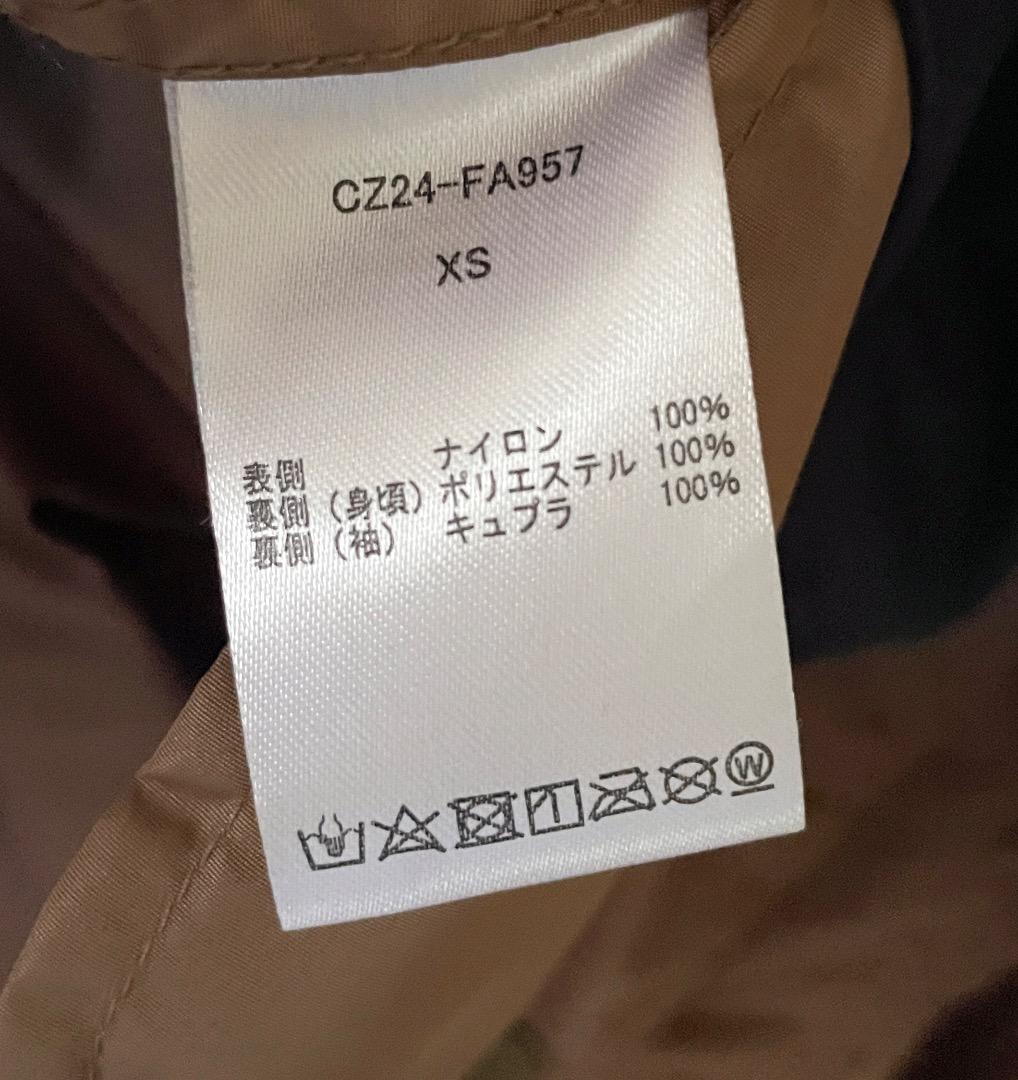 CZ24-FA957
XS
表側 ナイロン 100%
裏側（身頃）ポリエステル 100%
裏側（袖） キュプラ 100%
W